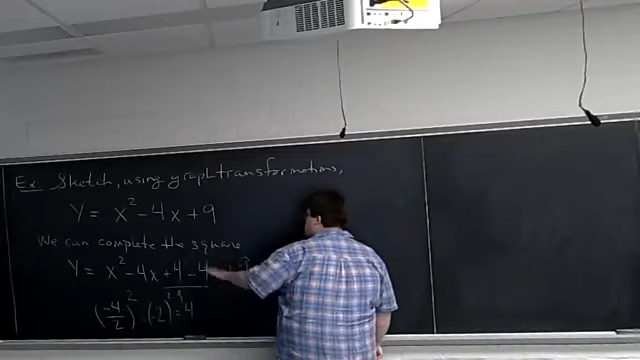 Ex. Sketch, using graph transformations,
Y = x² - 4x + 9
We can complete the square
Y = x² - 4x + 4 - 4 + 9
(-4/2)² = (-2)² = 4